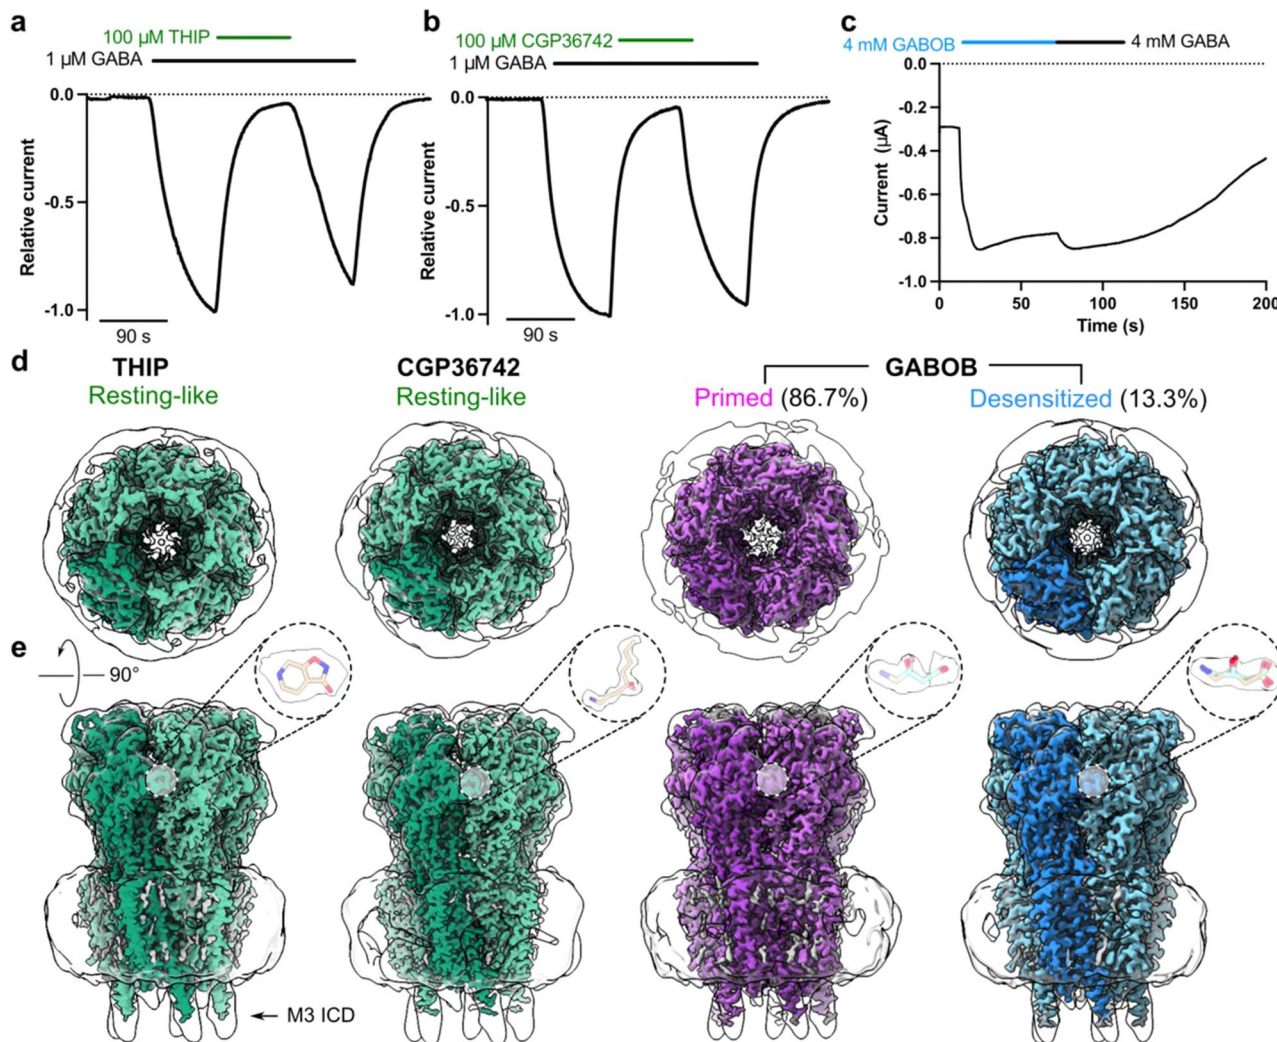 a
100 μM THIP
1 μM GABA
0.0
-0.5
-1.0
Relative current
90 s
b
100 μM CGP36742
1 μM GABA
0.0
-0.5
-1.0
Relative current
90 s
c
4 mM GABOB
4 mM GABA
0.0
-0.2
-0.4
-0.6
-0.8
-1.0
Current (μA)
0 50 100 150 200
Time (s)
d
THIP
Resting-like
CGP36742
Resting-like
GABOB
Primed (86.7%)
Desensitized (13.3%)
e
90°
M3 ICD